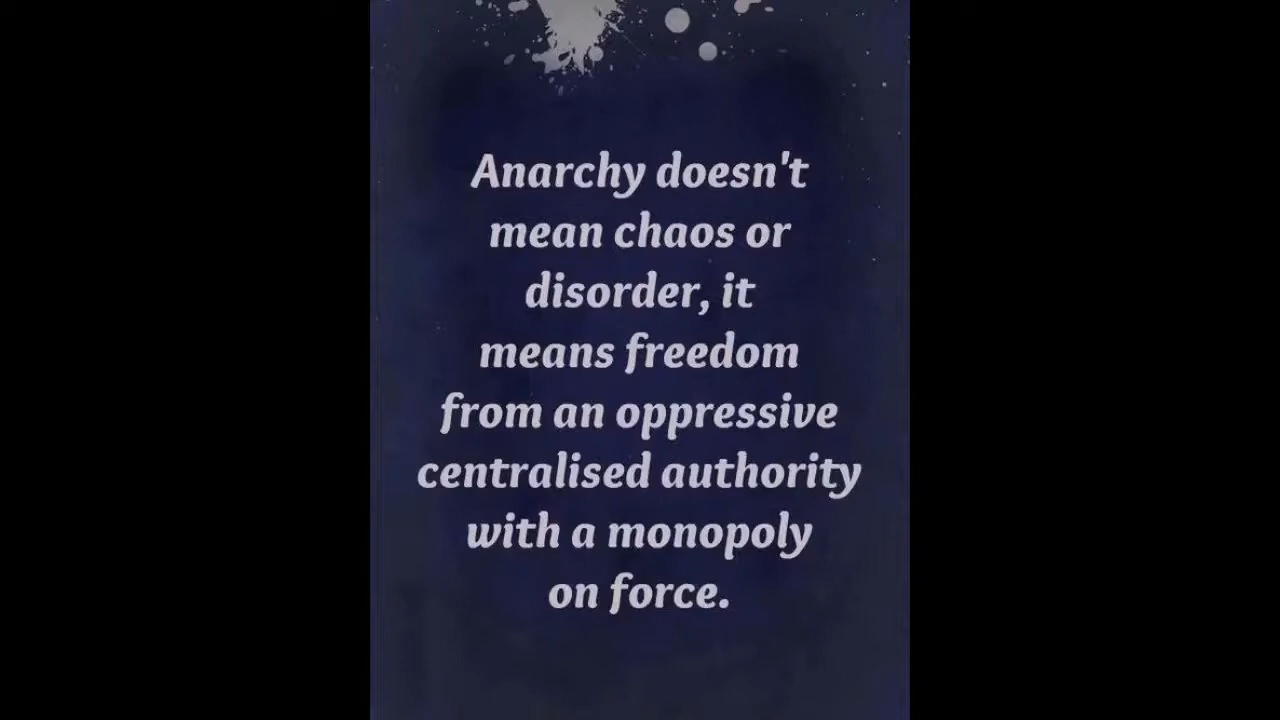 Anarchy doesn't
mean chaos or
disorder, it
means freedom
from an oppressive
centralised authority
with a monopoly
on force.